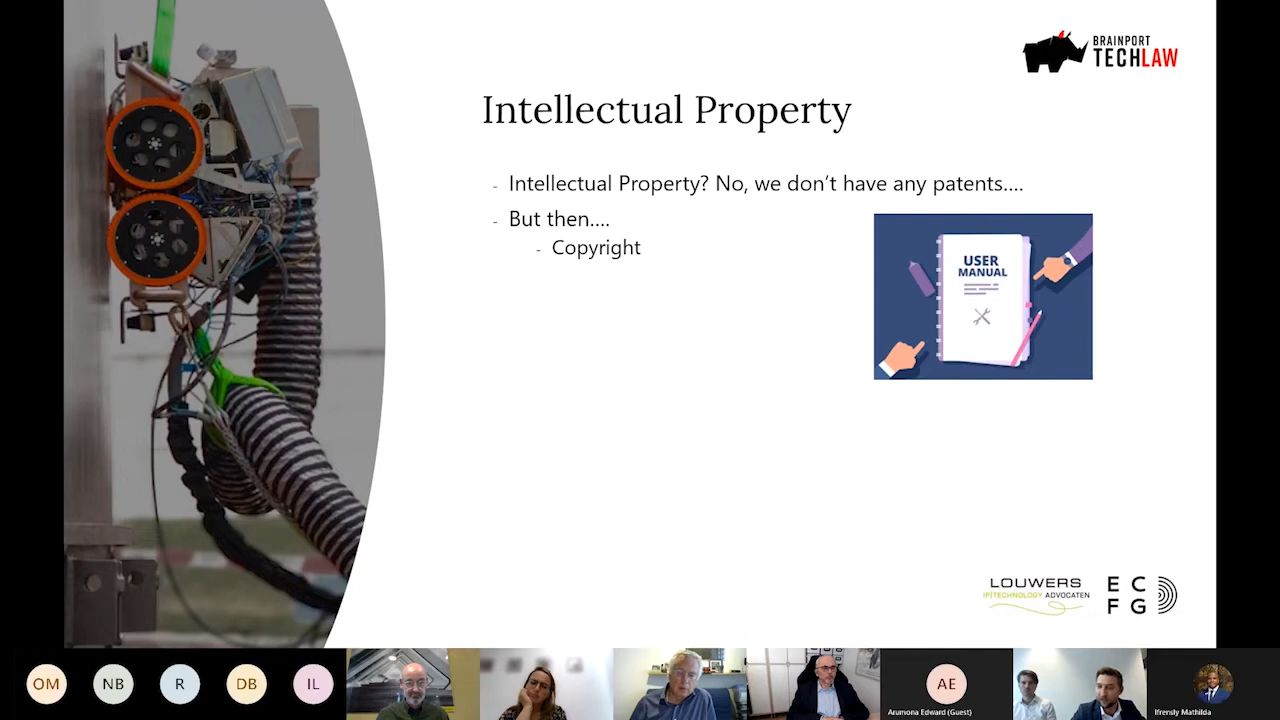 BRAINPORT
TECHLAW
Intellectual Property
- Intellectual Property? No, we don't have any patents....
- But then....
- Copyright
USER
MANUAL
LOUWERS
IP|TECHNOLOGY ADVOCATEN
E C
F G
OM
NB
R
DB
IL
AE
Arumona Edward (Guest)
Ifrensly Mathilda